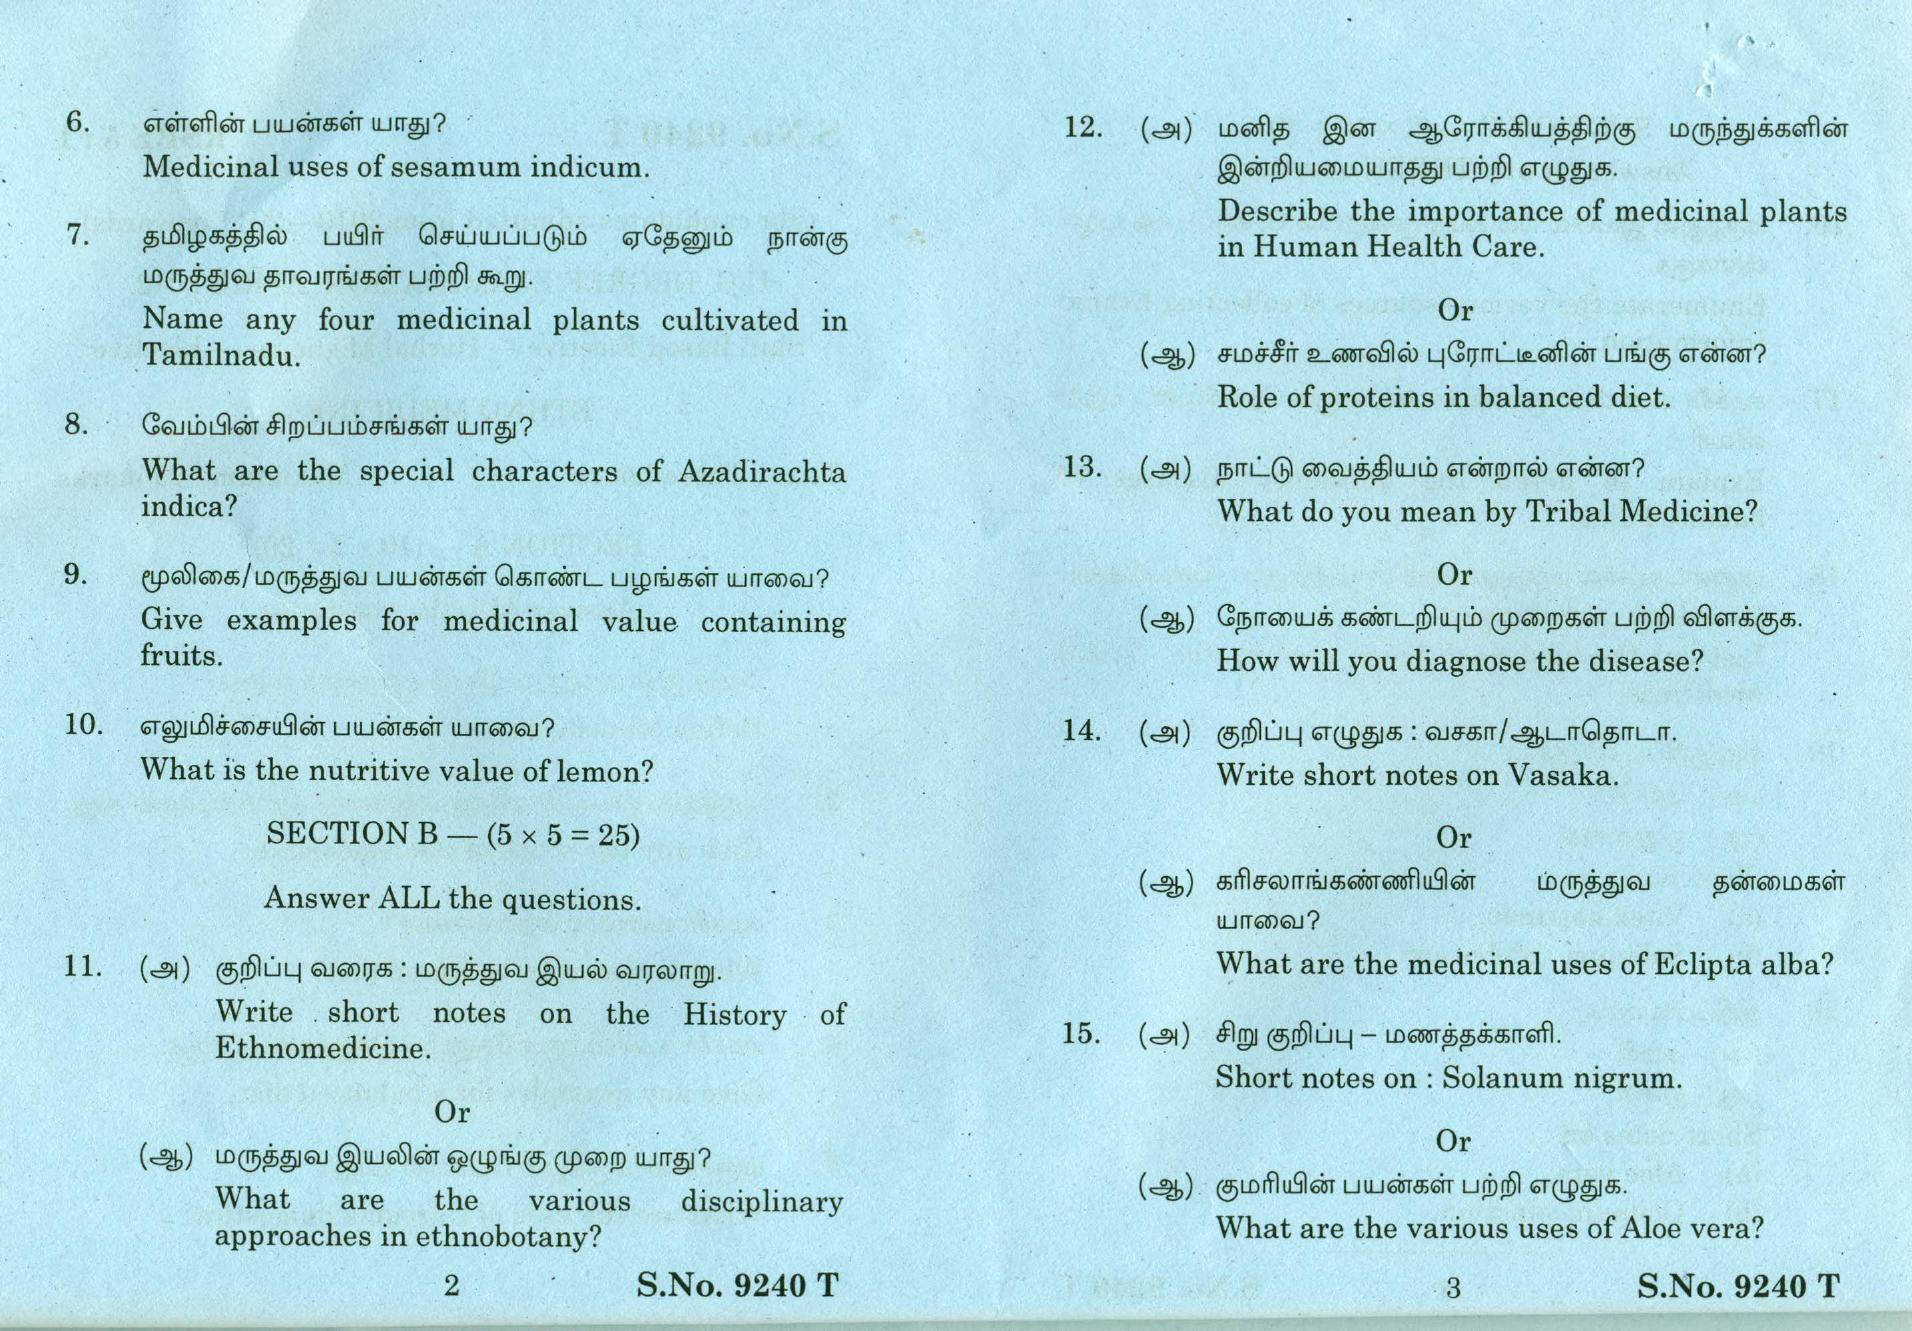 6. எள்ளின் பயன்கள் யாது?
Medicinal uses of sesamum indicum.
7. தமிழகத்தில் பயிர் செய்யப்படும் ஏதேனும் நான்கு
மருத்துவ தாவரங்கள் பற்றி கூறு.
Name any four medicinal plants cultivated in
Tamilnadu.
8. வேம்பின் சிறப்பம்சங்கள் யாது?
What are the special characters of Azadirachta
indica?
9. மூலிகை/மருத்துவ பயன்கள் கொண்ட பழங்கள் யாவை?
Give examples for medicinal value containing
fruits.
10. எலுமிச்சையின் பயன்கள் யாவை?
What is the nutritive value of lemon?
SECTION B — (5 × 5 = 25)
Answer ALL the questions.
11. (அ) குறிப்பு வரைக : மருத்துவ இயல் வரலாறு.
Write short notes on the History of
Ethnomedicine.
Or
(ஆ) மருத்துவ இயலின் ஒழுங்கு முறை யாது?
What are the various disciplinary
approaches in ethnobotany?
2 S.No. 9240 T
12. (அ) மனித இன ஆரோக்கியத்திற்கு மருந்துக்களின்
இன்றியமையாதது பற்றி எழுதுக.
Describe the importance of medicinal plants
in Human Health Care.
Or
(ஆ) சமச்சீர் உணவில் புரோட்டீனின் பங்கு என்ன?
Role of proteins in balanced diet.
13. (அ) நாட்டு வைத்தியம் என்றால் என்ன?
What do you mean by Tribal Medicine?
Or
(ஆ) நோயைக் கண்டறியும் முறைகள் பற்றி விளக்குக.
How will you diagnose the disease?
14. (அ) குறிப்பு எழுதுக : வசகா/ஆடாதொடா.
Write short notes on Vasaka.
Or
(ஆ) கரிசலாங்கண்ணியின் மருத்துவ தன்மைகள்
யாவை?
What are the medicinal uses of Eclipta alba?
15. (அ) சிறு குறிப்பு – மணத்தக்காளி.
Short notes on : Solanum nigrum.
Or
(ஆ) குமரியின் பயன்கள் பற்றி எழுதுக.
What are the various uses of Aloe vera?
3 S.No. 9240 T